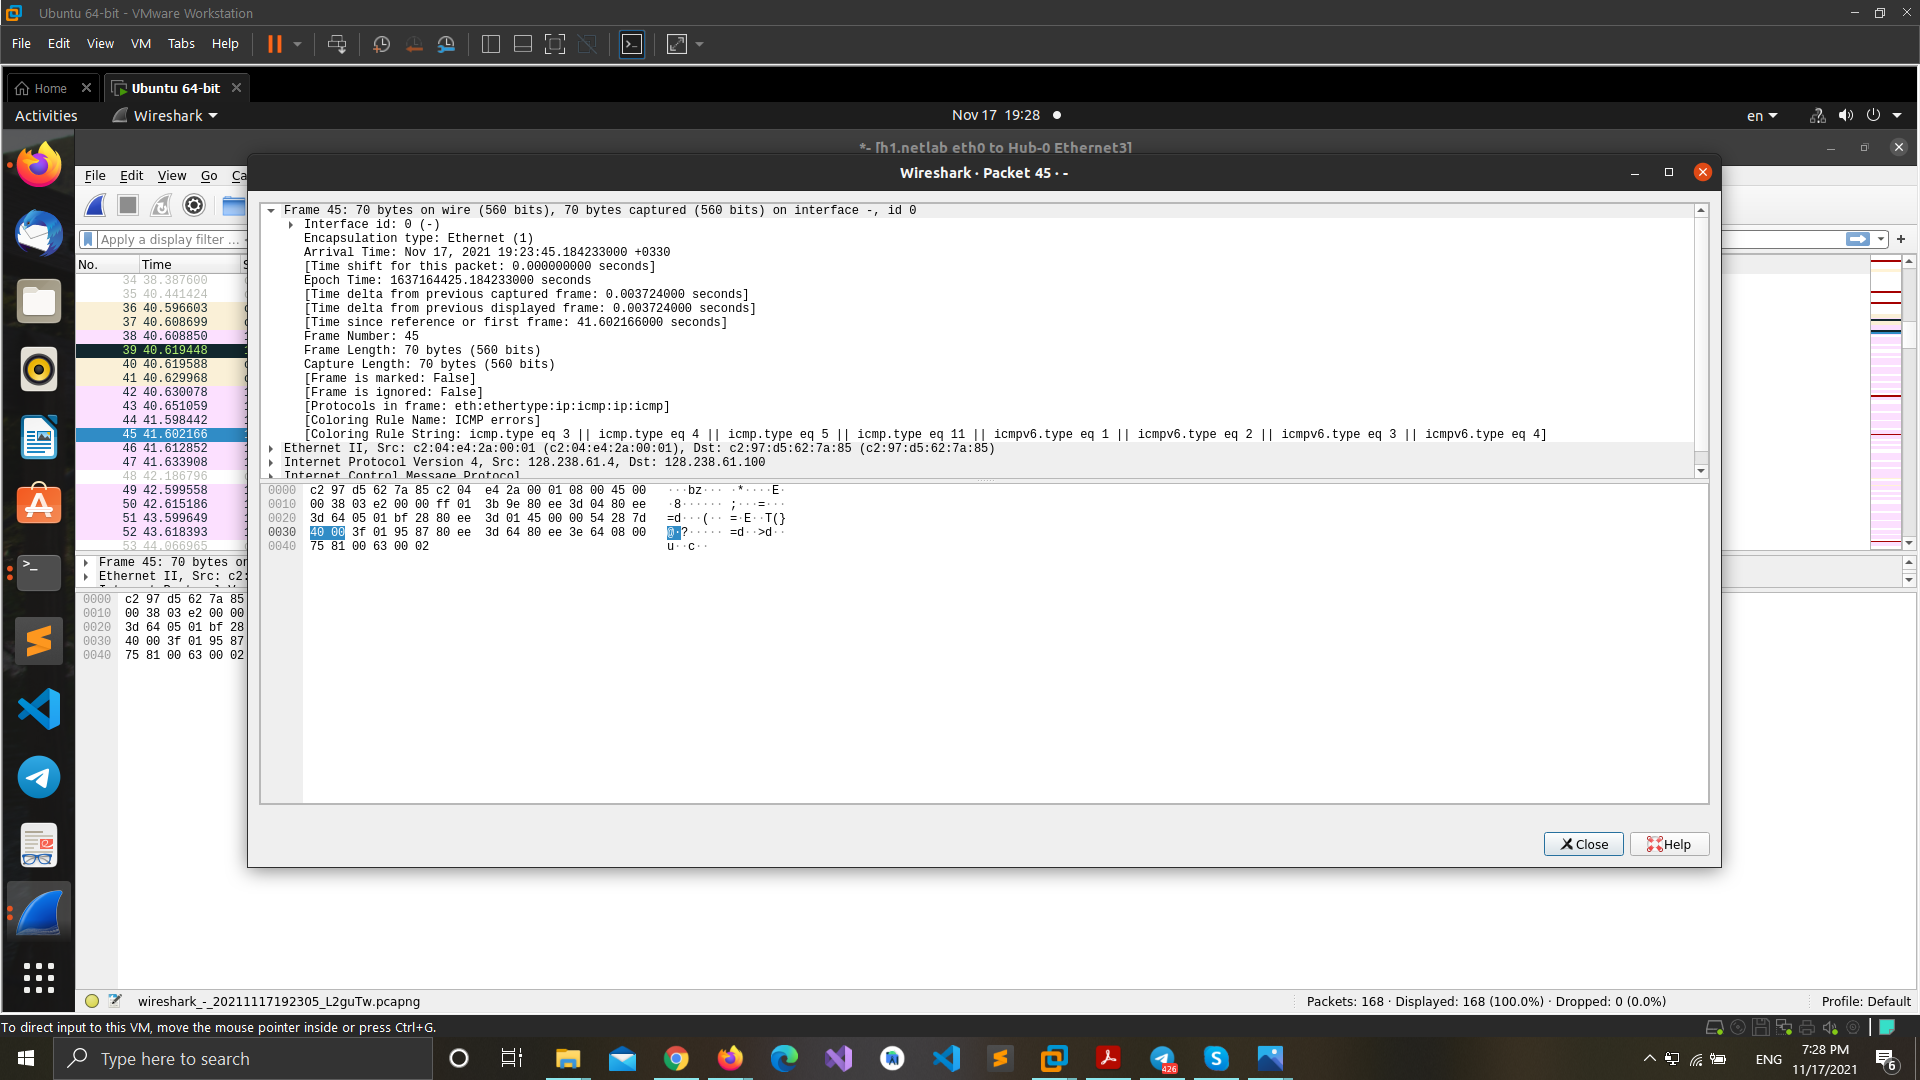 Ubuntu 64-bit - VMware Workstation
File Edit View VM Tabs Help
Home
Ubuntu 64-bit
Activities Wireshark Nov 17 19:28 en
*- [h1.netlab eth0 to Hub-0 Ethernet3]
Wireshark · Packet 45 · -
File Edit View Go Ca
Apply a display filter ...
No. Time S
34 38.387600
35 40.441424
36 40.596603
37 40.608699
38 40.608850
39 40.619448
40 40.619588
41 40.629968
42 40.630078
43 40.651059
44 41.598442
45 41.602166
46 41.612852
47 41.633908
48 42.186796
49 42.599558
50 42.615186
51 43.599649
52 43.618393
53 44.066965
Frame 45: 70 bytes on wire (560 bits), 70 bytes captured (560 bits) on interface -, id 0
Interface id: 0 (-)
Encapsulation type: Ethernet (1)
Arrival Time: Nov 17, 2021 19:23:45.184233000 +0330
[Time shift for this packet: 0.000000000 seconds]
Epoch Time: 1637164425.184233000 seconds
[Time delta from previous captured frame: 0.003724000 seconds]
[Time delta from previous displayed frame: 0.003724000 seconds]
[Time since reference or first frame: 41.602166000 seconds]
Frame Number: 45
Frame Length: 70 bytes (560 bits)
Capture Length: 70 bytes (560 bits)
[Frame is marked: False]
[Frame is ignored: False]
[Protocols in frame: eth:ethertype:ip:icmp:ip:icmp]
[Coloring Rule Name: ICMP errors]
[Coloring Rule String: icmp.type eq 3 || icmp.type eq 4 || icmp.type eq 5 || icmp.type eq 11 || icmpv6.type eq 1 || icmpv6.type eq 2 || icmpv6.type eq 3 || icmpv6.type eq 4]
Ethernet II, Src: c2:04:e4:2a:00:01 (c2:04:e4:2a:00:01), Dst: c2:97:d5:62:7a:85 (c2:97:d5:62:7a:85)
Internet Protocol Version 4, Src: 128.238.61.4, Dst: 128.238.61.100
Internet Control Message Protocol
0000 c2 97 d5 62 7a 85 c2 04 e4 2a 00 01 08 00 45 00 ···bz··· ·*····E·
0010 00 38 03 e2 00 00 ff 01 3b 9e 80 ee 3d 04 80 ee ·8······ ;···=···
0020 3d 64 05 01 bf 28 80 ee 3d 01 45 00 00 54 28 7d =d···(·· =·E··T(}
0030 40 00 3f 01 95 87 80 ee 3d 64 80 ee 3e 64 08 00 @·?····· =d··>d··
0040 75 81 00 63 00 02 u··c··
Close
Help
Frame 45: 70 bytes on
Ethernet II, Src: c2:
0000 c2 97 d5 62 7a 85
0010 00 38 03 e2 00 00
0020 3d 64 05 01 bf 28
0030 40 00 3f 01 95 87
0040 75 81 00 63 00 02
wireshark_-_20211117192305_L2guTw.pcapng
Packets: 168 · Displayed: 168 (100.0%) · Dropped: 0 (0.0%)
Profile: Default
To direct input to this VM, move the mouse pointer inside or press Ctrl+G.
Type here to search
426
ENG
7:28 PM
11/17/2021
6